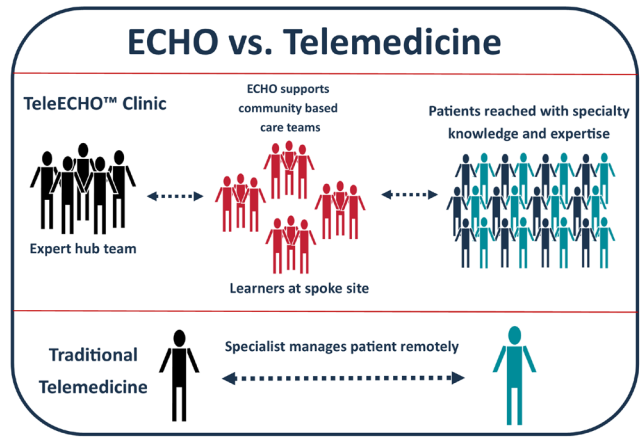 ECHO vs. Telemedicine
TeleECHO™ Clinic
ECHO supports
community based
care teams
Patients reached with specialty
knowledge and expertise
Expert hub team
Learners at spoke site
Traditional
Telemedicine
Specialist manages patient remotely